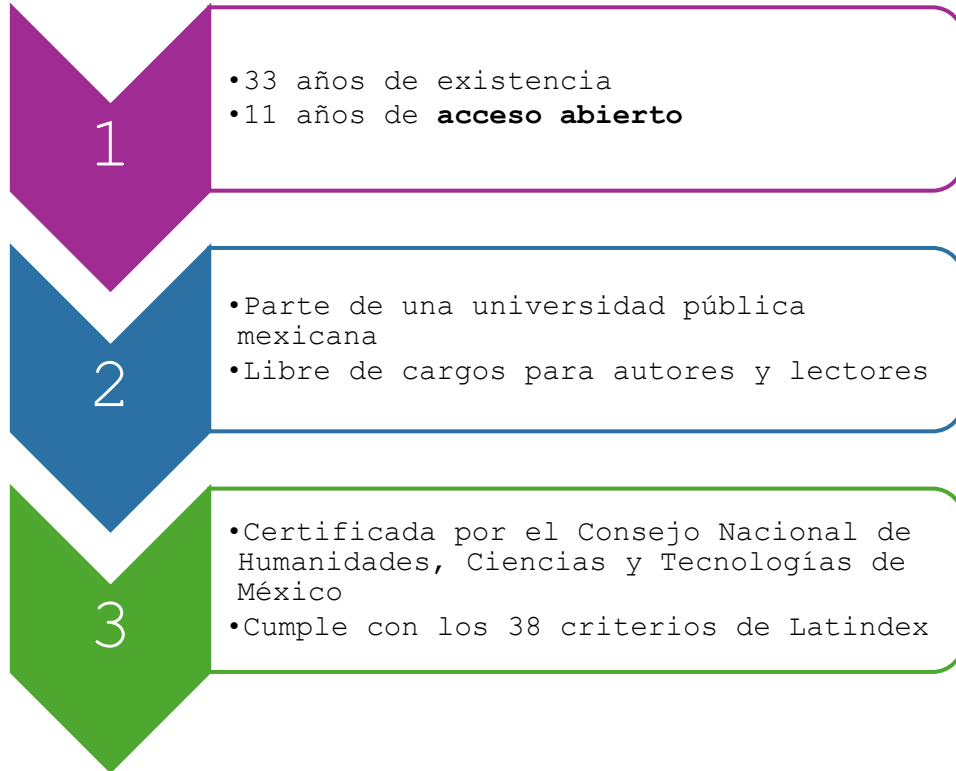 1
•33 años de existencia
•11 años de acceso abierto
2
•Parte de una universidad pública
mexicana
•Libre de cargos para autores y lectores
3
•Certificada por el Consejo Nacional de
Humanidades, Ciencias y Tecnologías de
México
•Cumple con los 38 criterios de Latindex